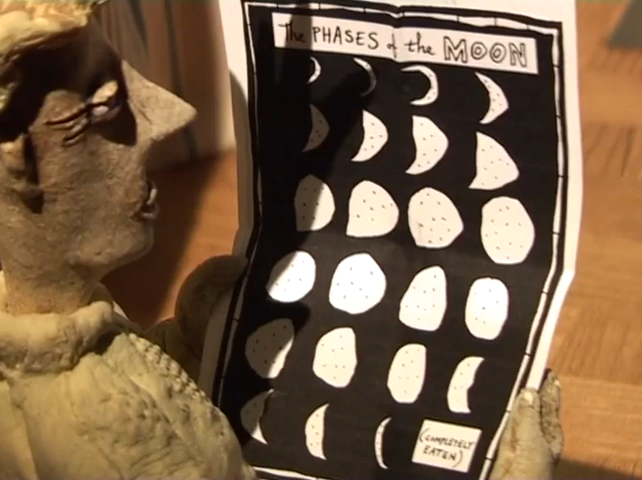 The PHASES of the MOON
(COMPLETELY
EATEN)